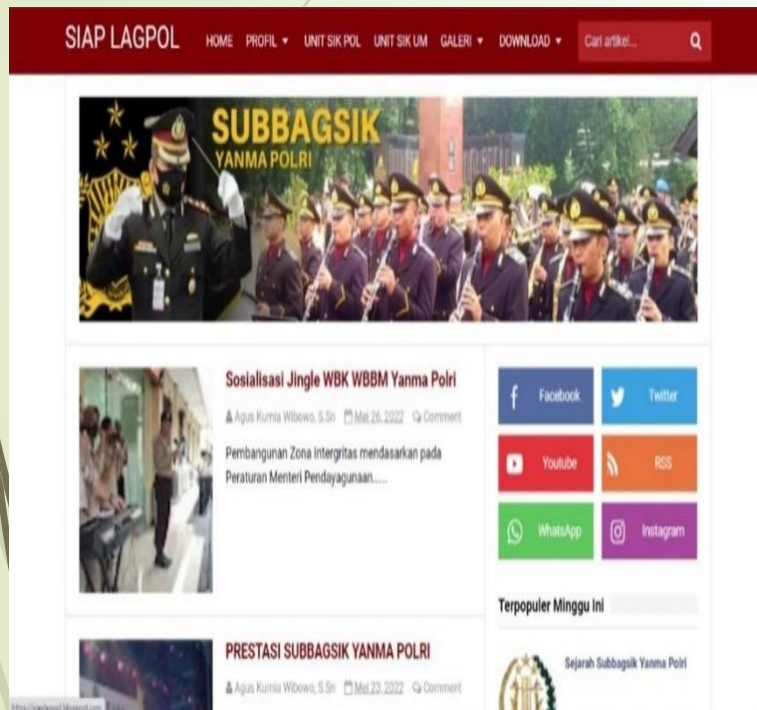 SIAP LAGPOL
HOME PROFIL UNIT SIK POL UNIT SIK UM GALERI DOWNLOAD Cari artikel...
SUBBAGSIK
YANMA POLRI
Sosialisasi Jingle WBK WBBM Yanma Polri
Agus Kurnia Wibowo, S.Sn Mei 26, 2022 Comment
Pembangunan Zona Intergritas mendasarkan pada
Peraturan Menteri Pendayagunaan......
PRESTASI SUBBAGSIK YANMA POLRI
Agus Kurnia Wibowo, S.Sn Mei 23, 2022 Comment
Facebook Twitter
Youtube RSS
WhatsApp Instagram
Terpopuler Minggu Ini
Sejarah Subbagsik Yanma Polri